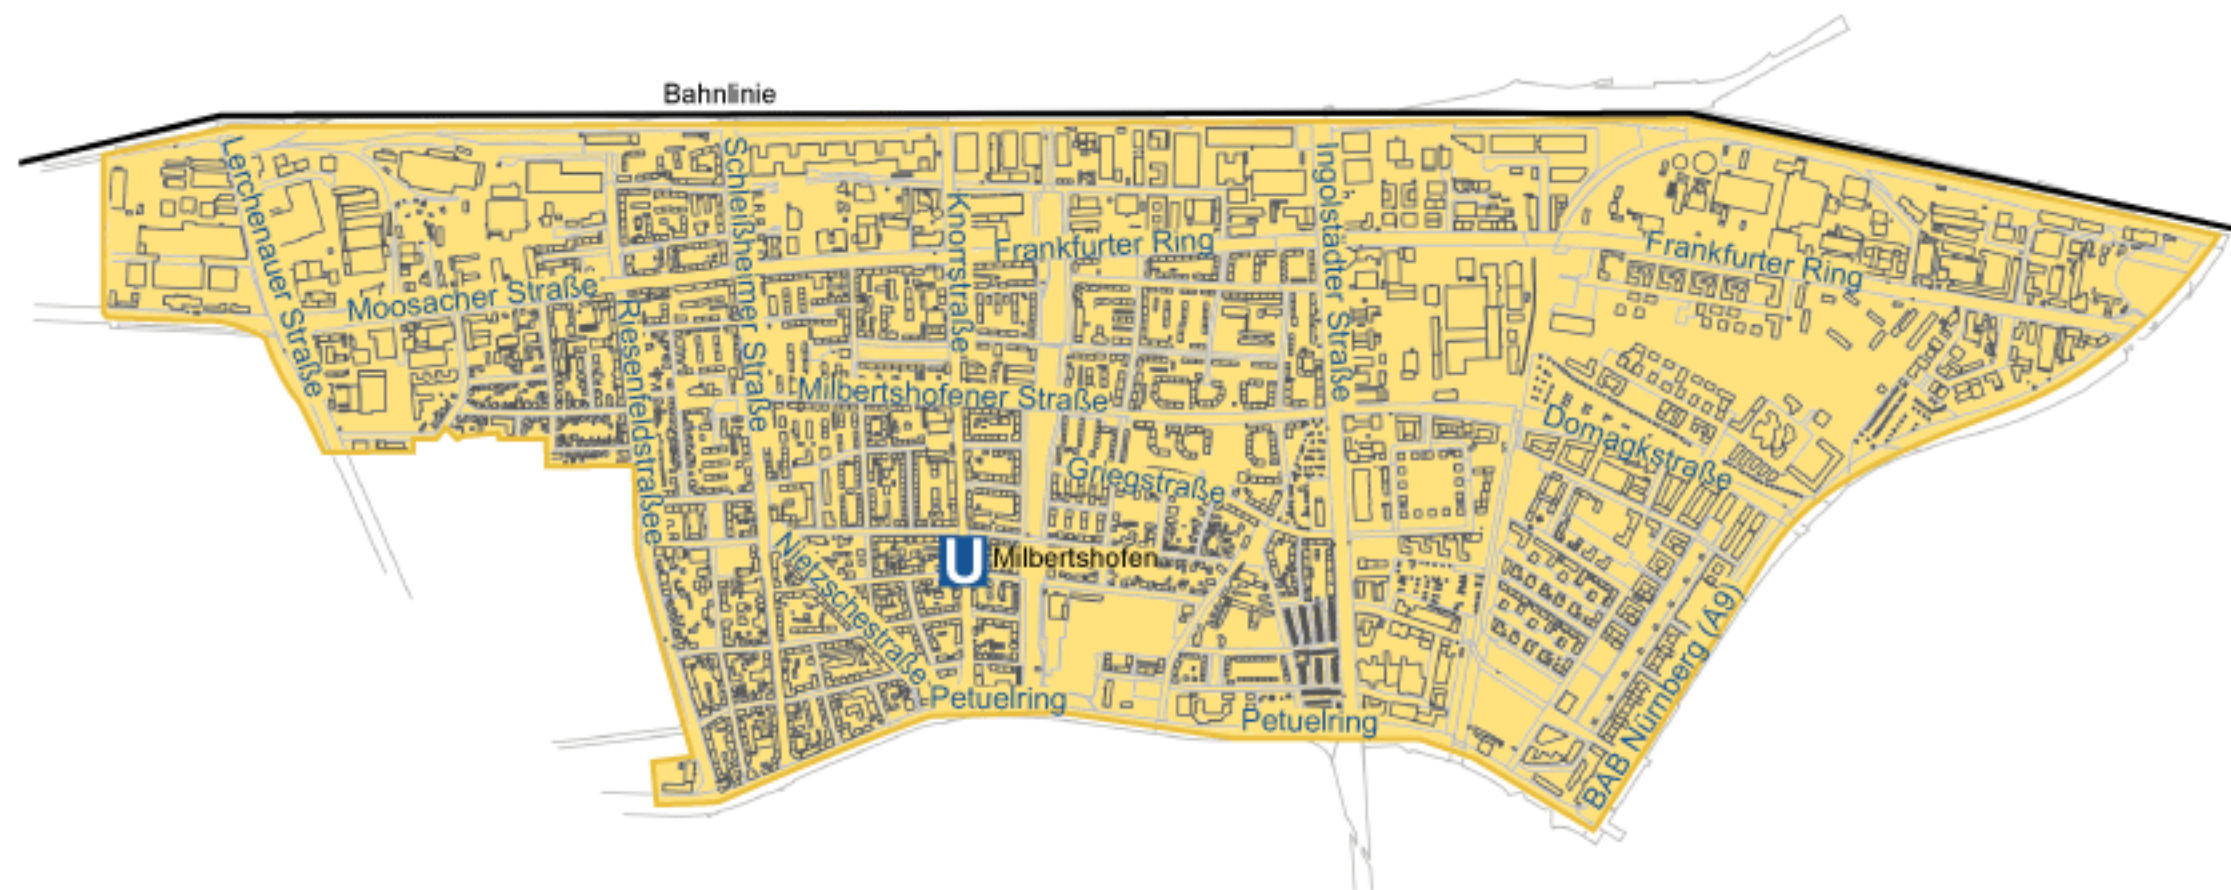 Bahnlinie
Lerchenauer Straße
Schleißheimer Straße
Knorrstraße
Ingolstädter Straße
Frankfurter Ring
Frankfurter Ring
Moosacher Straße
Riesenfeldstraßee
Milbertshofener Straße
Domagkstraße
Griegstraße
U Milbertshofen
Nietzschestraße
BAB Nürnberg (A9)
Petuelring
Petuelring